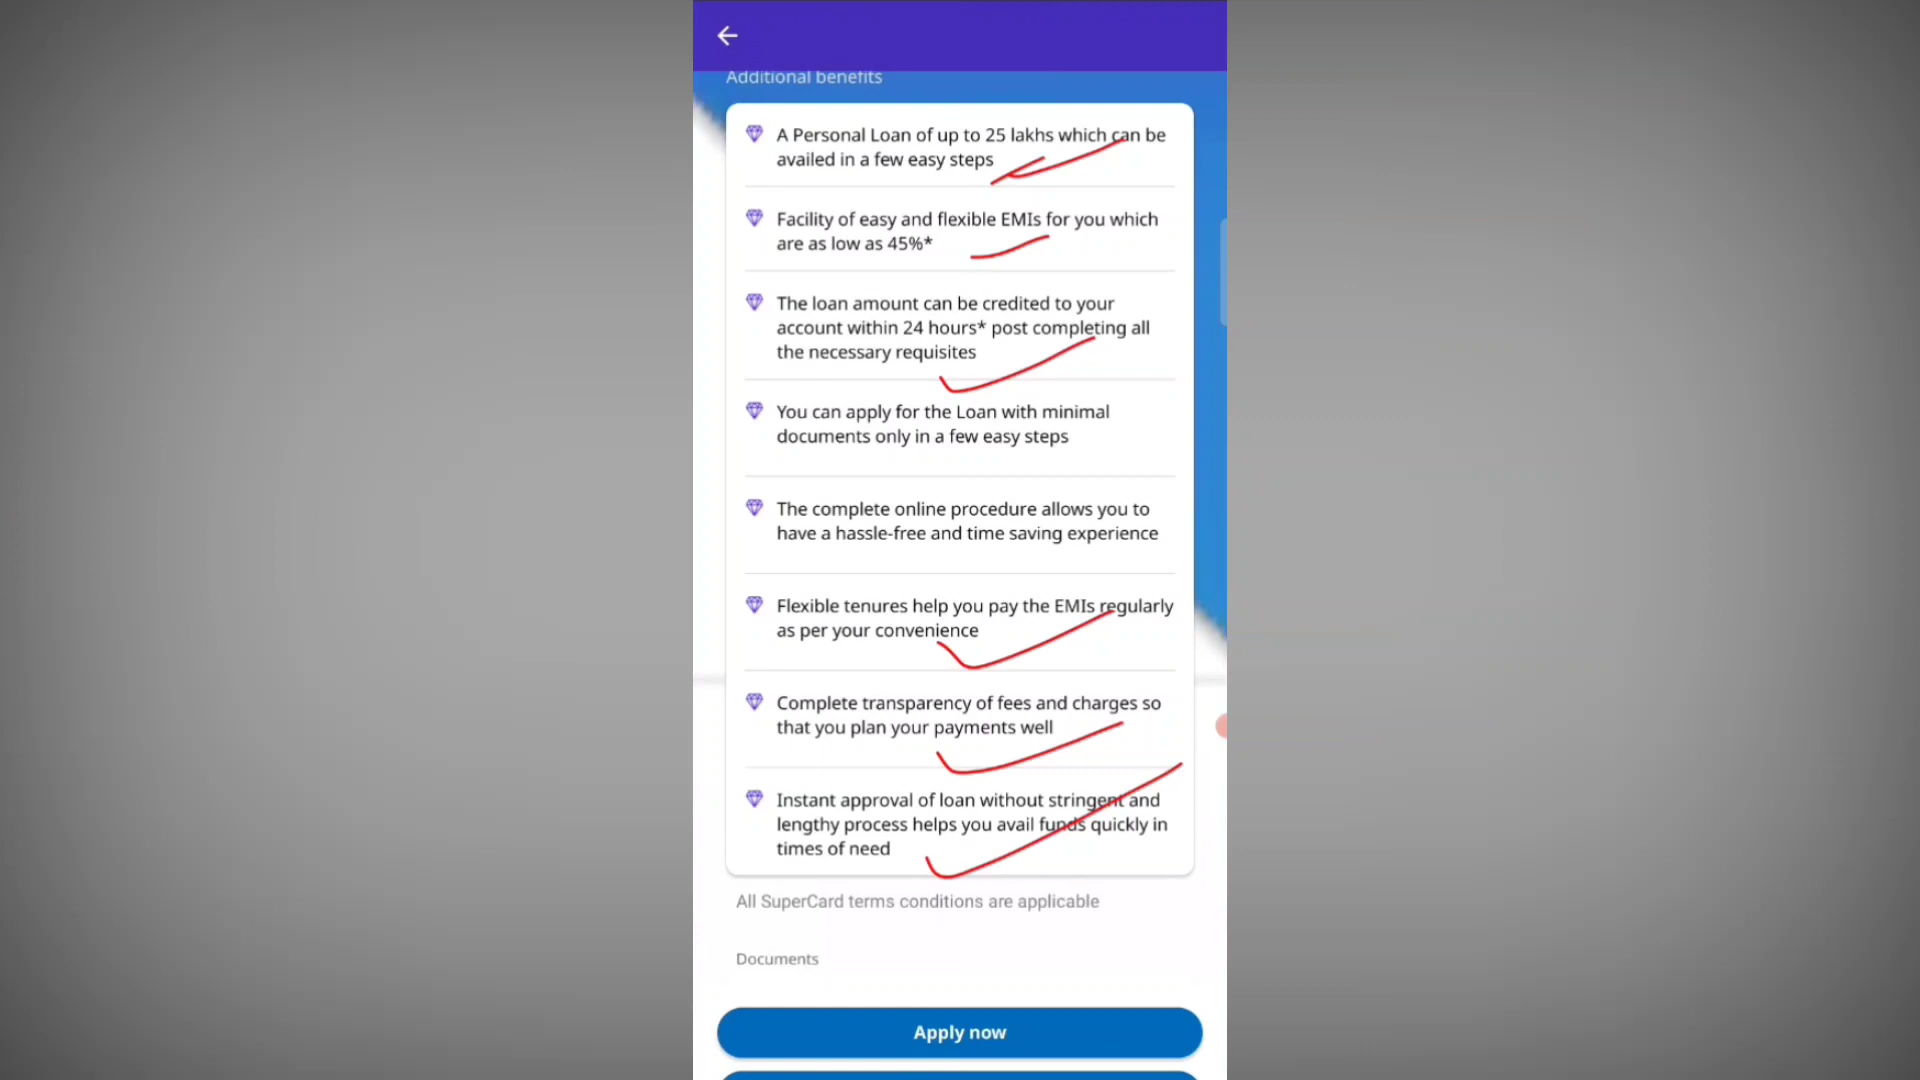 Additional benefits
A Personal Loan of up to 25 lakhs which can be
availed in a few easy steps
Facility of easy and flexible EMIs for you which
are as low as 45%*
The loan amount can be credited to your
account within 24 hours* post completing all
the necessary requisites
You can apply for the Loan with minimal
documents only in a few easy steps
The complete online procedure allows you to
have a hassle-free and time saving experience
Flexible tenures help you pay the EMIs regularly
as per your convenience
Complete transparency of fees and charges so
that you plan your payments well
Instant approval of loan without stringent and
lengthy process helps you avail funds quickly in
times of need
All SuperCard terms conditions are applicable
Documents
Apply now